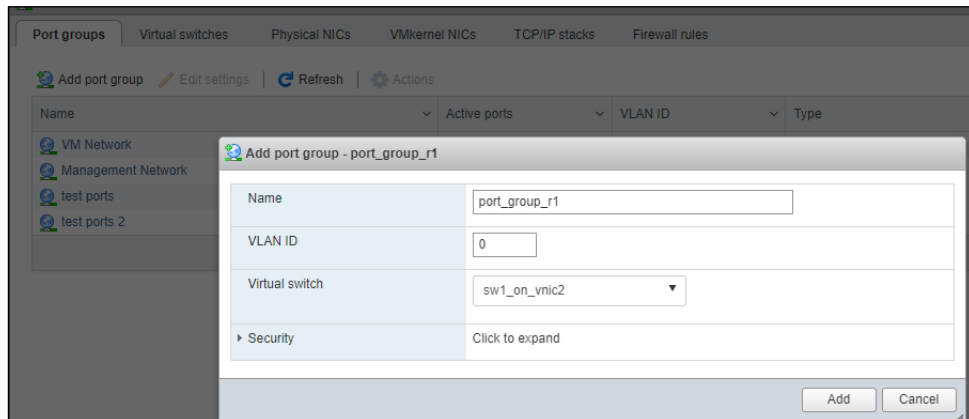 Port groups Virtual switches Physical NICs VMkernel NICs TCP/IP stacks Firewall rules
Add port group Edit settings Refresh Actions
Name Active ports VLAN ID Type
VM Network
Management Network
test ports
test ports 2
Add port group - port_group_r1
Name port_group_r1
VLAN ID 0
Virtual switch sw1_on_vnic2
Security Click to expand
Add Cancel